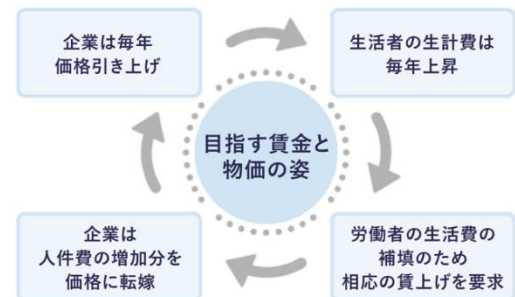 企業は毎年
価格引き上げ
生活者の生計費は
毎年上昇
目指す賃金と
物価の姿
企業は
人件費の増加分を
価格に転嫁
労働者の生活費の
補填のため
相応の賃上げを要求